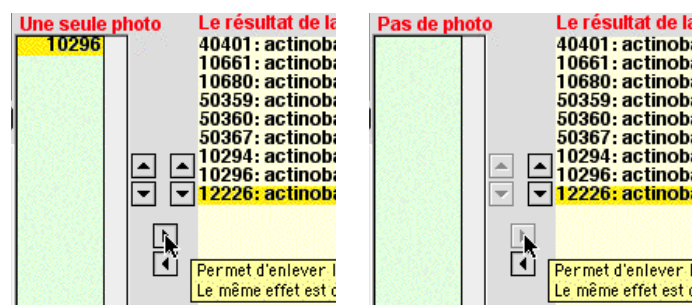 Une seule photo
10296
Le résultat de la
40401: actinoba
10661: actinoba
10680: actinoba
50359: actinoba
50360: actinoba
50367: actinoba
10294: actinoba
10296: actinoba
12226: actinoba
Permet d'enlever l
Le même effet est
Pas de photo
Le résultat de la
40401: actinoba
10661: actinoba
10680: actinoba
50359: actinoba
50360: actinoba
50367: actinoba
10294: actinoba
10296: actinoba
12226: actinoba
Permet d'enlever l
Le même effet est